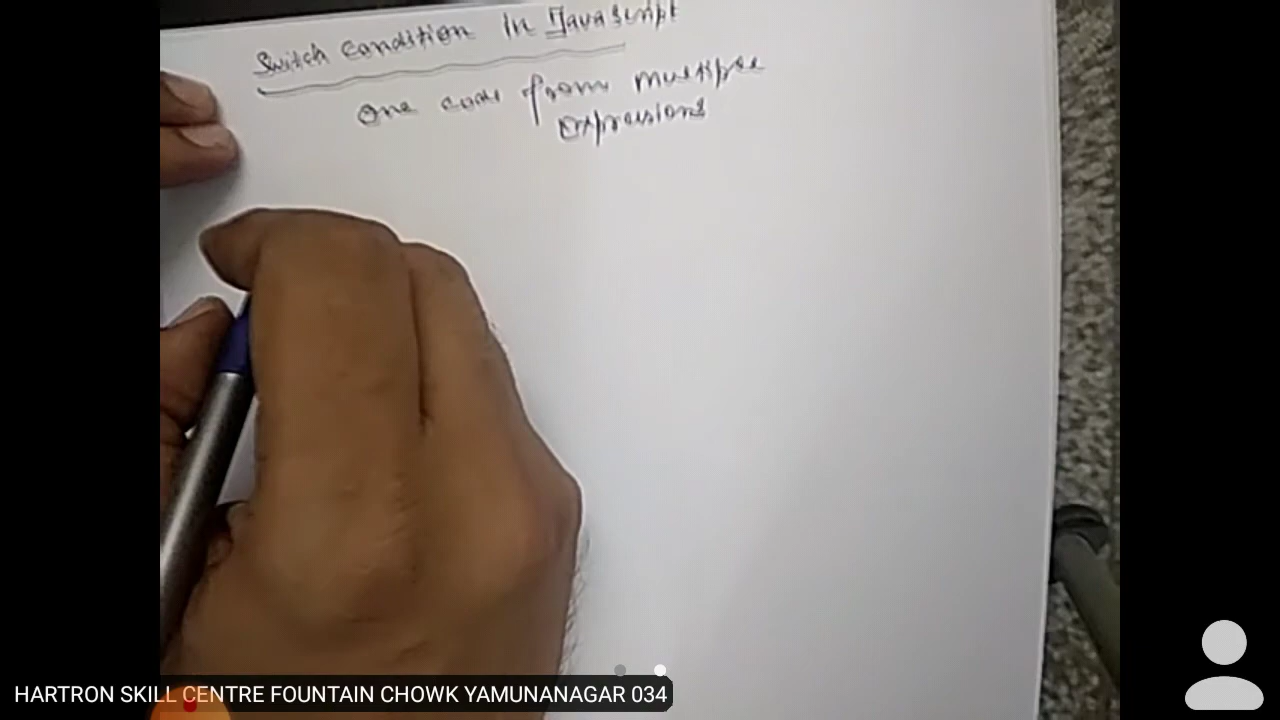 Switch Condition In JavaScript
One code from multiple
expressions
HARTRON SKILL CENTRE FOUNTAIN CHOWK YAMUNANAGAR 034